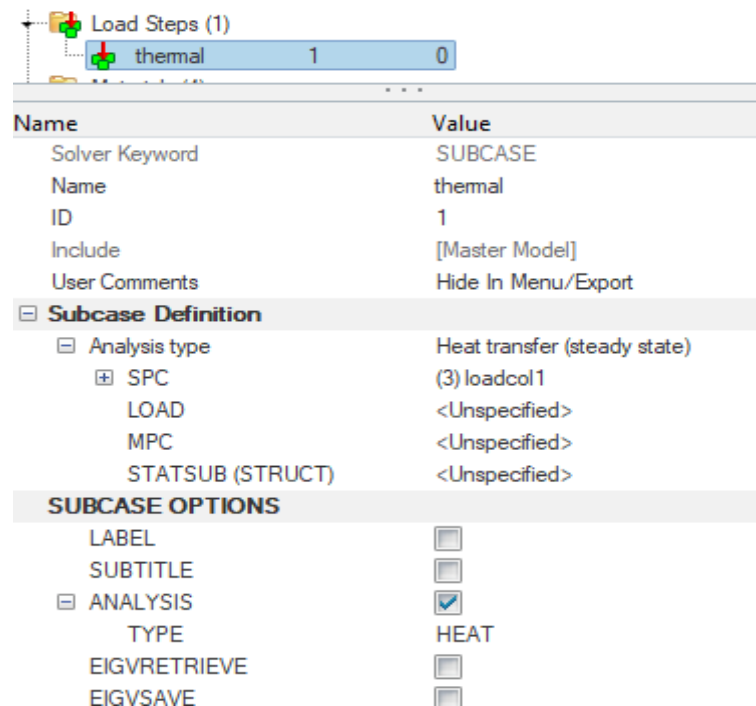 Load Steps (1)
thermal 1 0
Name Value
Solver Keyword SUBCASE
Name thermal
ID 1
Include [Master Model]
User Comments Hide In Menu/Export
Subcase Definition
Analysis type Heat transfer (steady state)
SPC (3) loadcol1
LOAD <Unspecified>
MPC <Unspecified>
STATSUB (STRUCT) <Unspecified>
SUBCASE OPTIONS
LABEL
SUBTITLE
ANALYSIS
TYPE HEAT
EIGVRETRIEVE
EIGVSAVE